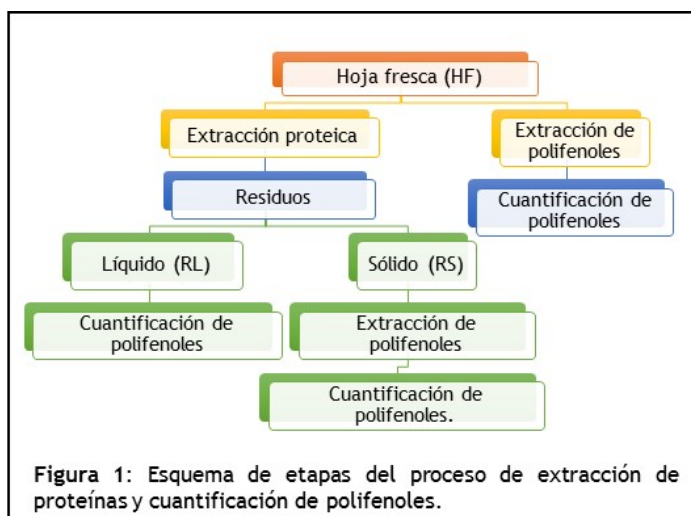 Hoja fresca (HF)
Extracción proteica
Extracción de
polifenoles
Residuos
Cuantificación de
polifenoles
Líquido (RL)
Sólido (RS)
Cuantificación de
polifenoles
Extracción de
polifenoles
Cuantificación de
polifenoles.
Figura 1: Esquema de etapas del proceso de extracción de
proteínas y cuantificación de polifenoles.